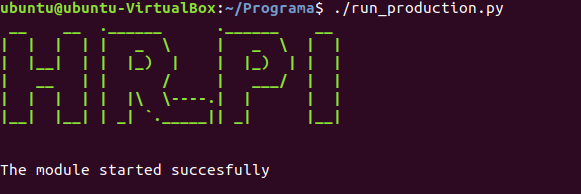 ubuntu@ubuntu-VirtualBox:~/Programa$ ./run_production.py
HR_PI
The module started succesfully